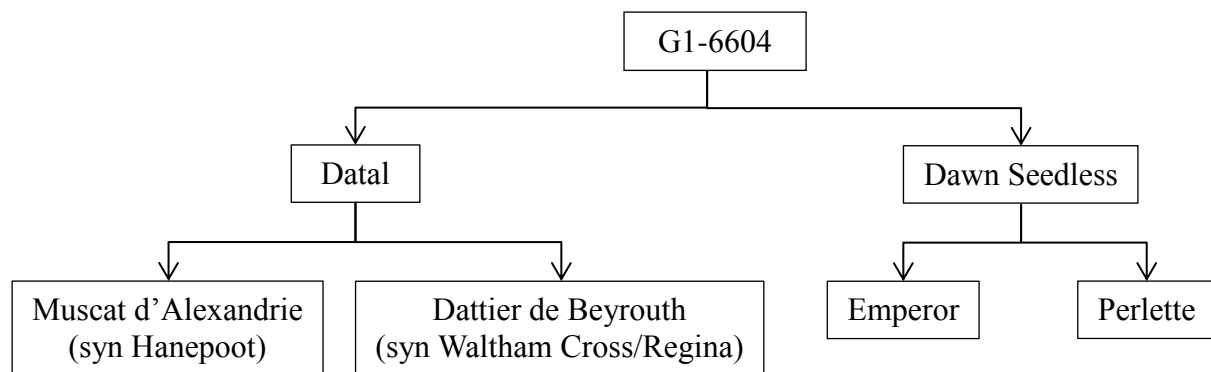 G1-6604
Datal
Dawn Seedless
Muscat d’Alexandrie
(syn Hanepoot)
Dattier de Beyrouth
(syn Waltham Cross/Regina)
Emperor
Perlette